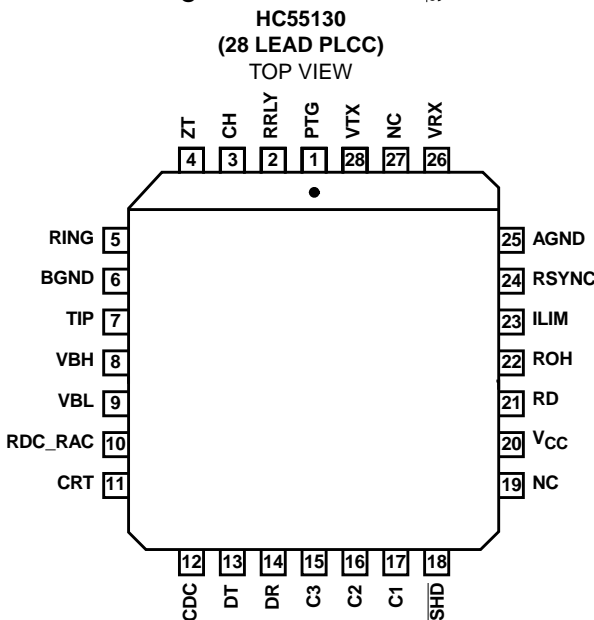 HC55130
(28 LEAD PLCC)
TOP VIEW
ZT
CH
RRLY
PTG
VTX
NC
VRX
4
3
2
1
28
27
26
RING 5
BGND 6
TIP 7
VBH 8
VBL 9
RDC_RAC 10
CRT 11
25 AGND
24 RSYNC
23 ILIM
22 ROH
21 RD
20 VCC
19 NC
12
13
14
15
16
17
18
CDC
DT
DR
C3
C2
C1
SHD